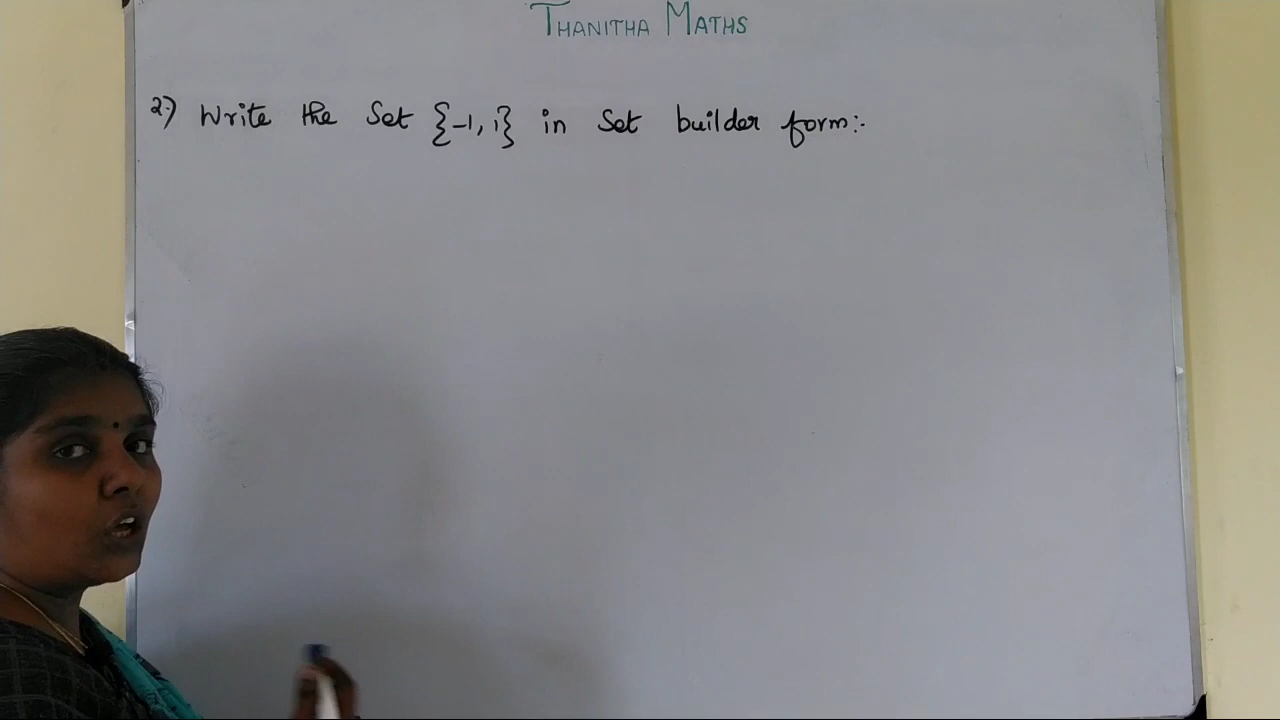 THANITHA MATHS
2.) Write the Set {-1, 1} in Set builder form:-